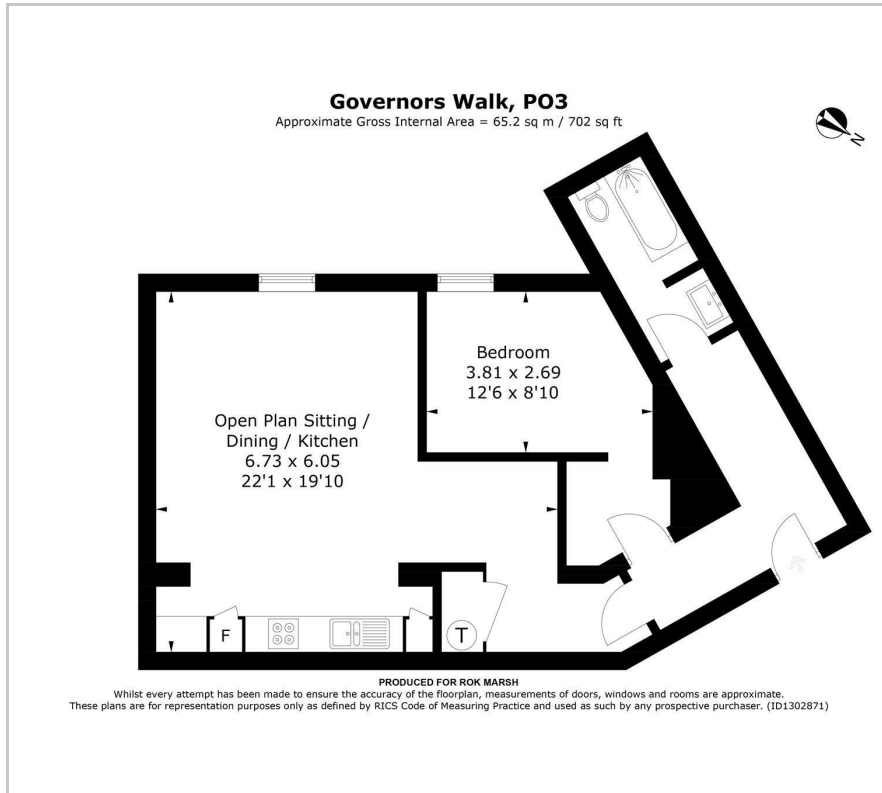 Governors Walk, PO3
Approximate Gross Internal Area = 65.2 sq m / 702 sq ft
N
Bedroom
3.81 x 2.69
12'6 x 8'10
Open Plan Sitting /
Dining / Kitchen
6.73 x 6.05
22'1 x 19'10
F
T
PRODUCED FOR ROK MARSH
Whilst every attempt has been made to ensure the accuracy of the floorplan, measurements of doors, windows and rooms are approximate.
These plans are for representation purposes only as defined by RICS Code of Measuring Practice and used as such by any prospective purchaser. (ID1302871)